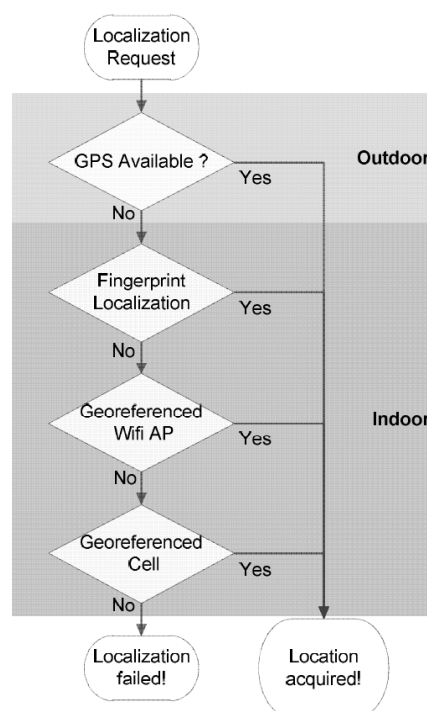 Localization
Request
GPS Available ?
Outdoor
Yes
No
Fingerprint
Localization
Yes
No
Georeferenced
Wifi AP
Indoor
Yes
No
Georeferenced
Cell
Yes
No
Localization
failed!
Location
acquired!